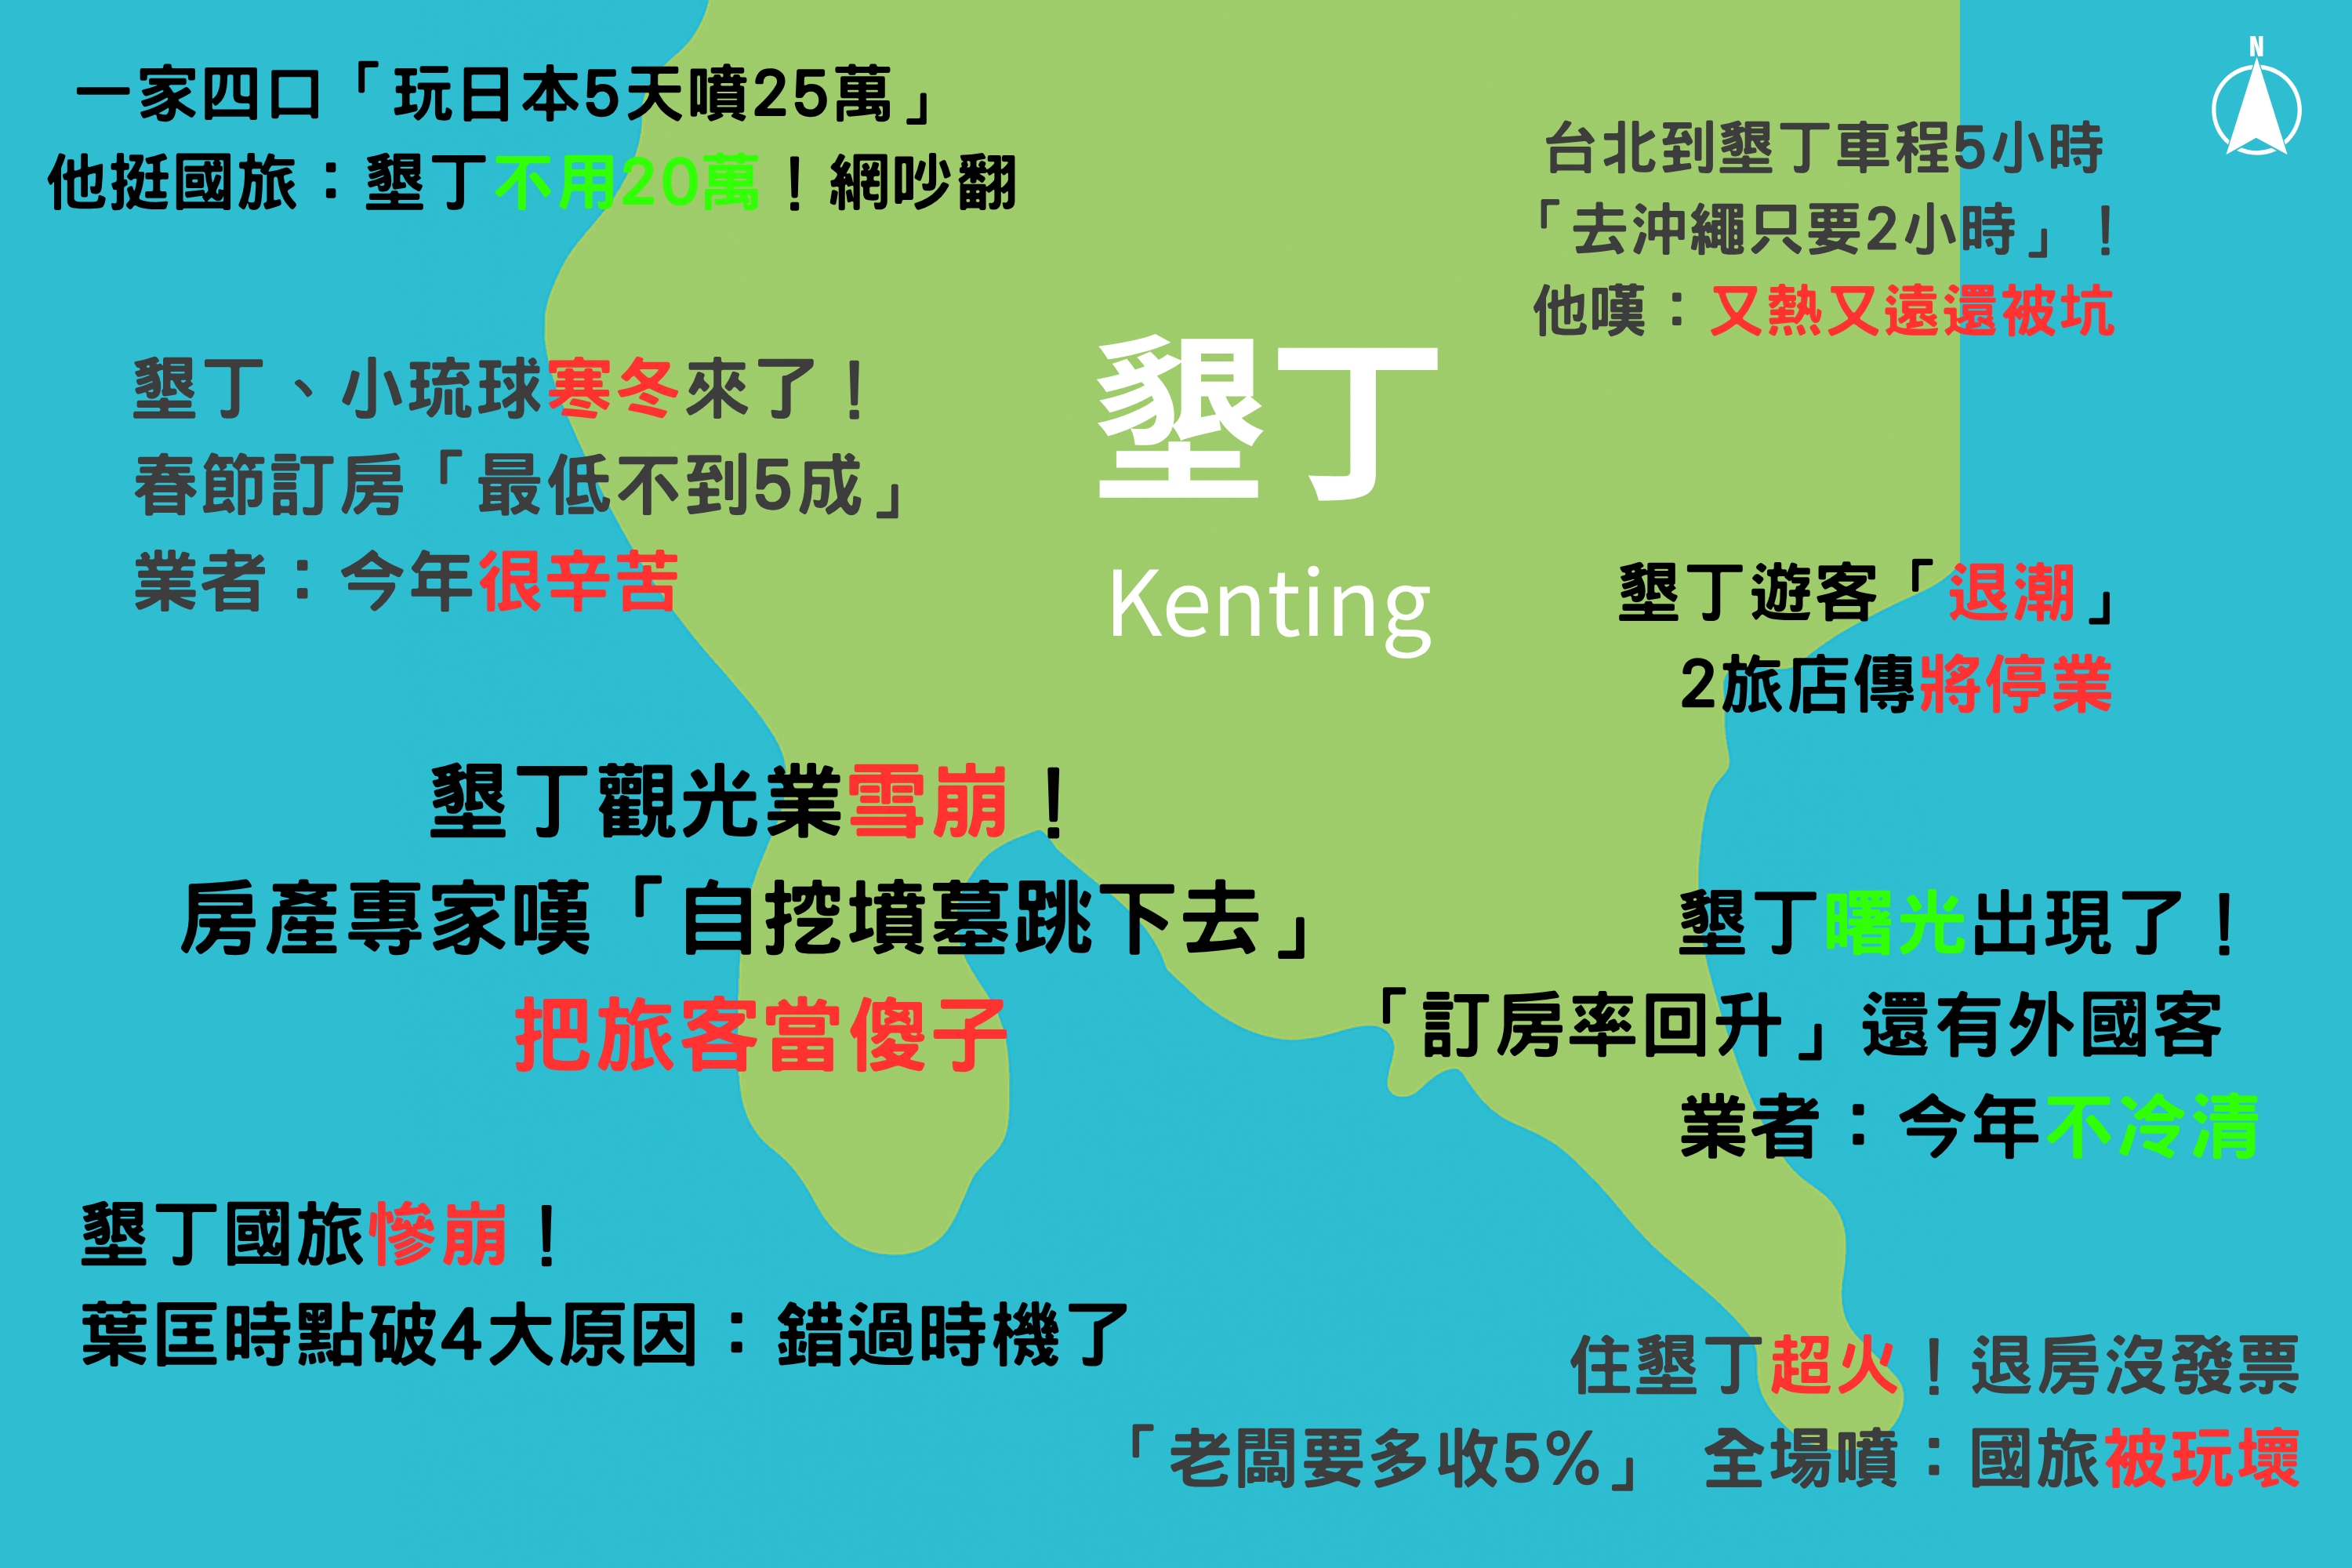 一家四口「玩日本5天噴25萬」
他挺國旅：墾丁不用20萬！網吵翻
N
台北到墾丁車程5小時
「去沖繩只要2小時」！
他嘆：又熱又遠還被坑
墾丁
Kenting
墾丁、小琉球寒冬來了！
春節訂房「最低不到5成」
業者：今年很辛苦
墾丁遊客「退潮」
2旅店傳將停業
墾丁觀光業雪崩！
房產專家嘆「自挖墳墓跳下去」
把旅客當傻子
墾丁曙光出現了！
「訂房率回升」還有外國客
業者：今年不冷清
墾丁國旅慘崩！
葉匡時點破4大原因：錯過時機了
住墾丁超火！退房沒發票
「老闆要多收5%」 全場噴：國旅被玩壞